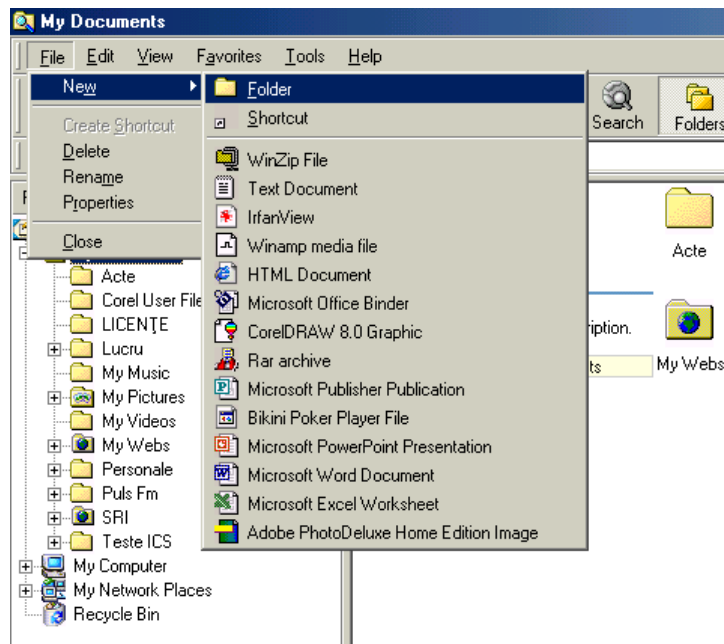 My Documents
File Edit View Favorites Tools Help
New
Create Shortcut
Delete
Rename
Properties
Close
Folder
Shortcut
WinZip File
Text Document
IrfanView
Winamp media file
HTML Document
Microsoft Office Binder
CorelDRAW 8.0 Graphic
Rar archive
Microsoft Publisher Publication
Bikini Poker Player File
Microsoft PowerPoint Presentation
Microsoft Word Document
Microsoft Excel Worksheet
Adobe PhotoDeluxe Home Edition Image
Search Folders
Acte
Corel User File
LICENŢE
Lucru
My Music
My Pictures
My Videos
My Webs
Personale
Puls Fm
SRI
Teste ICS
My Computer
My Network Places
Recycle Bin
Acte
ription.
ts
My Webs